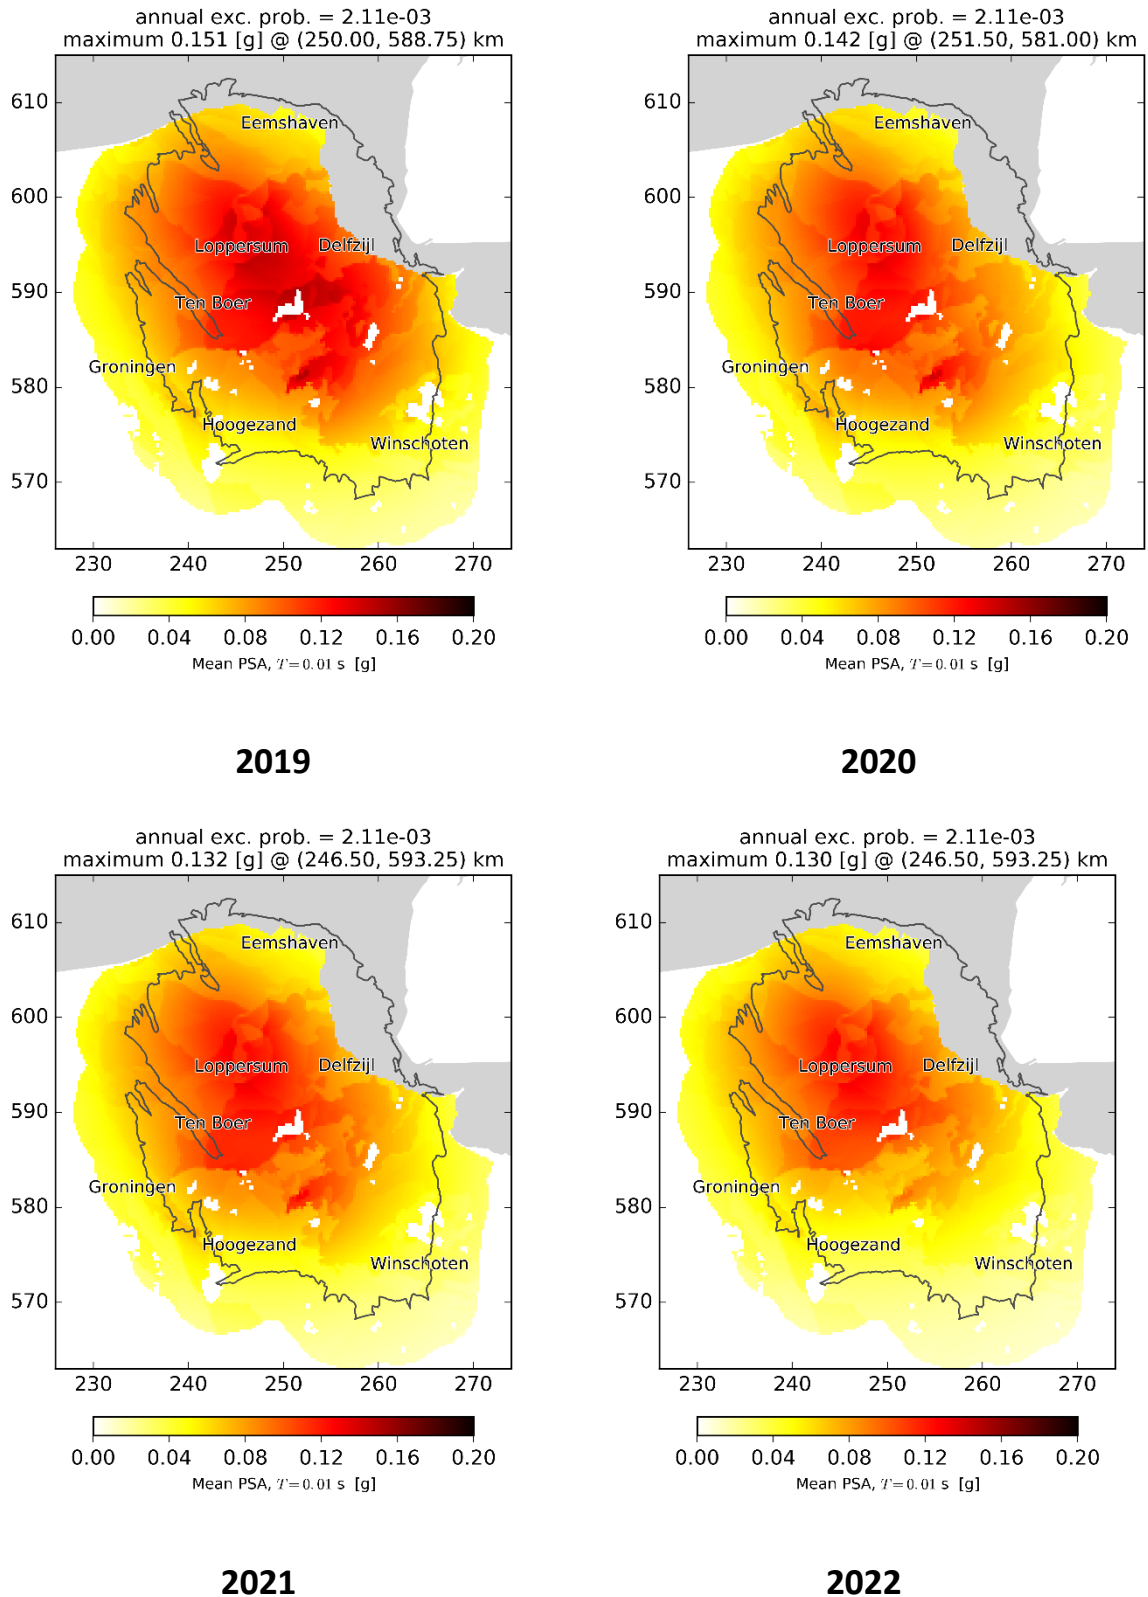 annual exc. prob. = 2.11e-03
maximum 0.151 [g] @ (250.00, 588.75) km
610
600
590
580
570
Eemshaven
Loppersum
Delfzijl
Ten Boer
Groningen
Hoogezand
Winschoten
230 240 250 260 270
0.00 0.04 0.08 0.12 0.16 0.20
Mean PSA, T = 0.01 s [g]
2019
annual exc. prob. = 2.11e-03
maximum 0.142 [g] @ (251.50, 581.00) km
610
600
590
580
570
Eemshaven
Loppersum
Delfzijl
Ten Boer
Groningen
Hoogezand
Winschoten
230 240 250 260 270
0.00 0.04 0.08 0.12 0.16 0.20
Mean PSA, T = 0.01 s [g]
2020
annual exc. prob. = 2.11e-03
maximum 0.132 [g] @ (246.50, 593.25) km
610
600
590
580
570
Eemshaven
Loppersum
Delfzijl
Ten Boer
Groningen
Hoogezand
Winschoten
230 240 250 260 270
0.00 0.04 0.08 0.12 0.16 0.20
Mean PSA, T = 0.01 s [g]
2021
annual exc. prob. = 2.11e-03
maximum 0.130 [g] @ (246.50, 593.25) km
610
600
590
580
570
Eemshaven
Loppersum
Delfzijl
Ten Boer
Groningen
Hoogezand
Winschoten
230 240 250 260 270
0.00 0.04 0.08 0.12 0.16 0.20
Mean PSA, T = 0.01 s [g]
2022